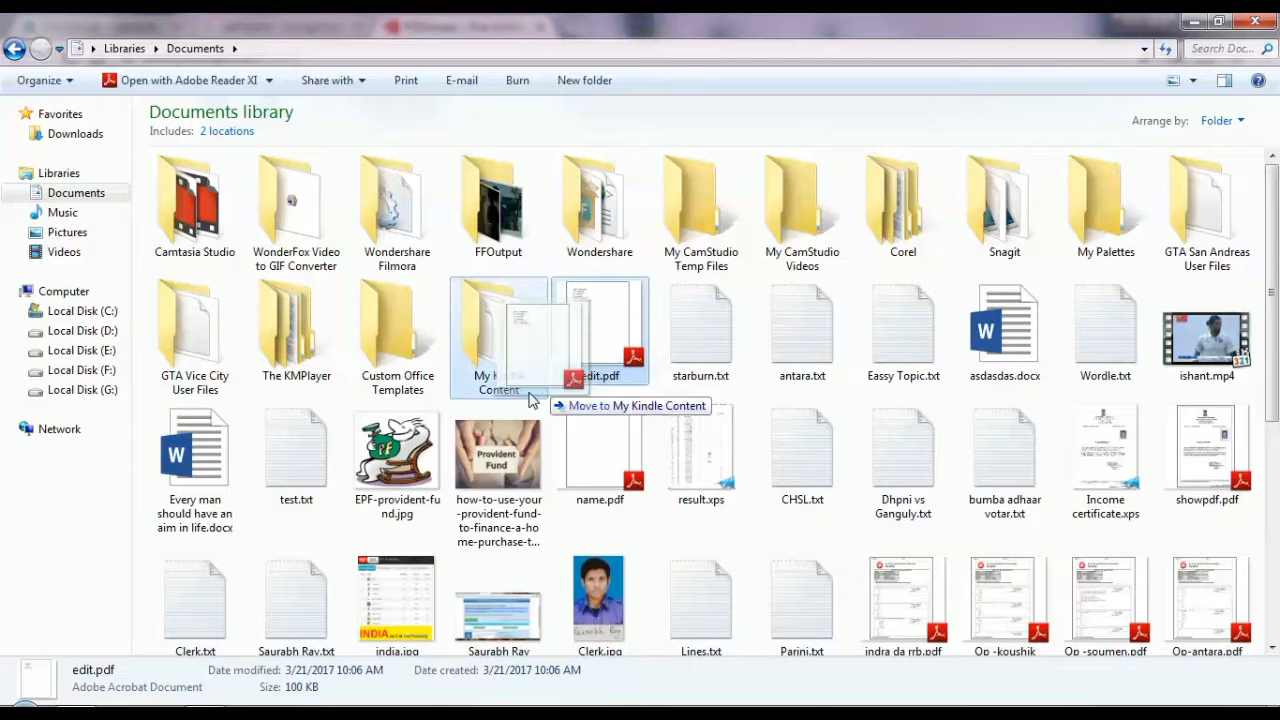 Libraries Documents
Search Doc...
Organize Open with Adobe Reader XI Share with Print E-mail Burn New folder
Favorites
Downloads
Libraries
Documents
Music
Pictures
Videos
Computer
Local Disk (C:)
Local Disk (D:)
Local Disk (E:)
Local Disk (F:)
Local Disk (G:)
Network
Documents library
Includes: 2 locations
Arrange by: Folder
Camtasia Studio
WonderFox Video
to GIF Converter
Wondershare
Filmora
FFOutput
Wondershare
My CamStudio
Temp Files
My CamStudio
Videos
Corel
Snagit
My Palettes
GTA San Andreas
User Files
GTA Vice City
User Files
The KMPlayer
Custom Office
Templates
My Kindle
Content
edit.pdf
Move to My Kindle Content
starburn.txt
antara.txt
Eassy Topic.txt
W
asdasdas.docx
Wordle.txt
321
ishant.mp4
W
Every man
should have an
aim in life.docx
test.txt
PF
EPF-provident-fu
nd.jpg
Provident
Fund
how-to-use-your
-provident-fund-
to-finance-a-ho
me-purchase-t...
name.pdf
result.xps
CHSL.txt
Dhpni vs
Ganguly.txt
bumba adhaar
votar.txt
Income
certificate.xps
showpdf.pdf
Clerk.txt
Saurabh Ray.txt
INDIA
india.jpg
Saurabh Ray
Clerk.jpg
Lines.txt
Parini.txt
indra da rrb.pdf
Op -koushik
Op -soumen.pdf
Op-antara.pdf
edit.pdf
Adobe Acrobat Document
Date modified: 3/21/2017 10:06 AM
Size: 100 KB
Date created: 3/21/2017 10:06 AM